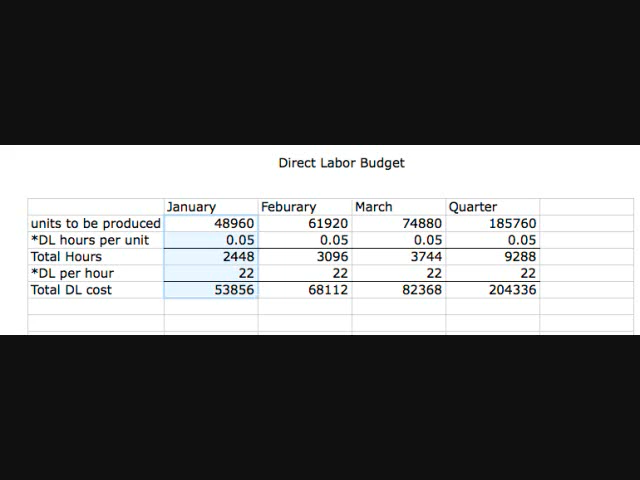 Direct Labor Budget
January Feburary March Quarter
units to be produced 48960 61920 74880 185760
*DL hours per unit 0.05 0.05 0.05 0.05
Total Hours 2448 3096 3744 9288
*DL per hour 22 22 22 22
Total DL cost 53856 68112 82368 204336